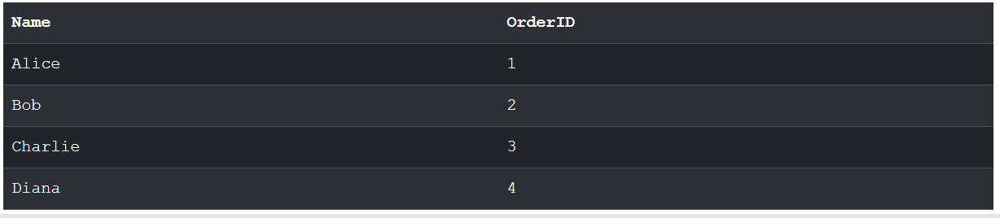 Name OrderID
Alice 1
Bob 2
Charlie 3
Diana 4